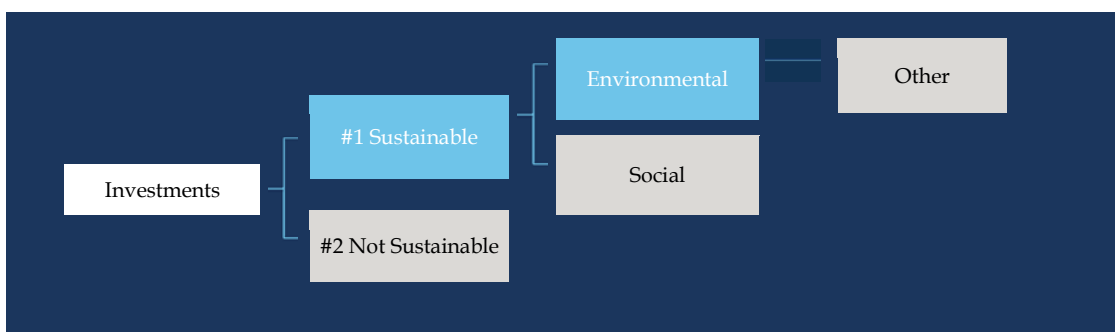 Investments
#1 Sustainable
#2 Not Sustainable
Environmental
Social
Other